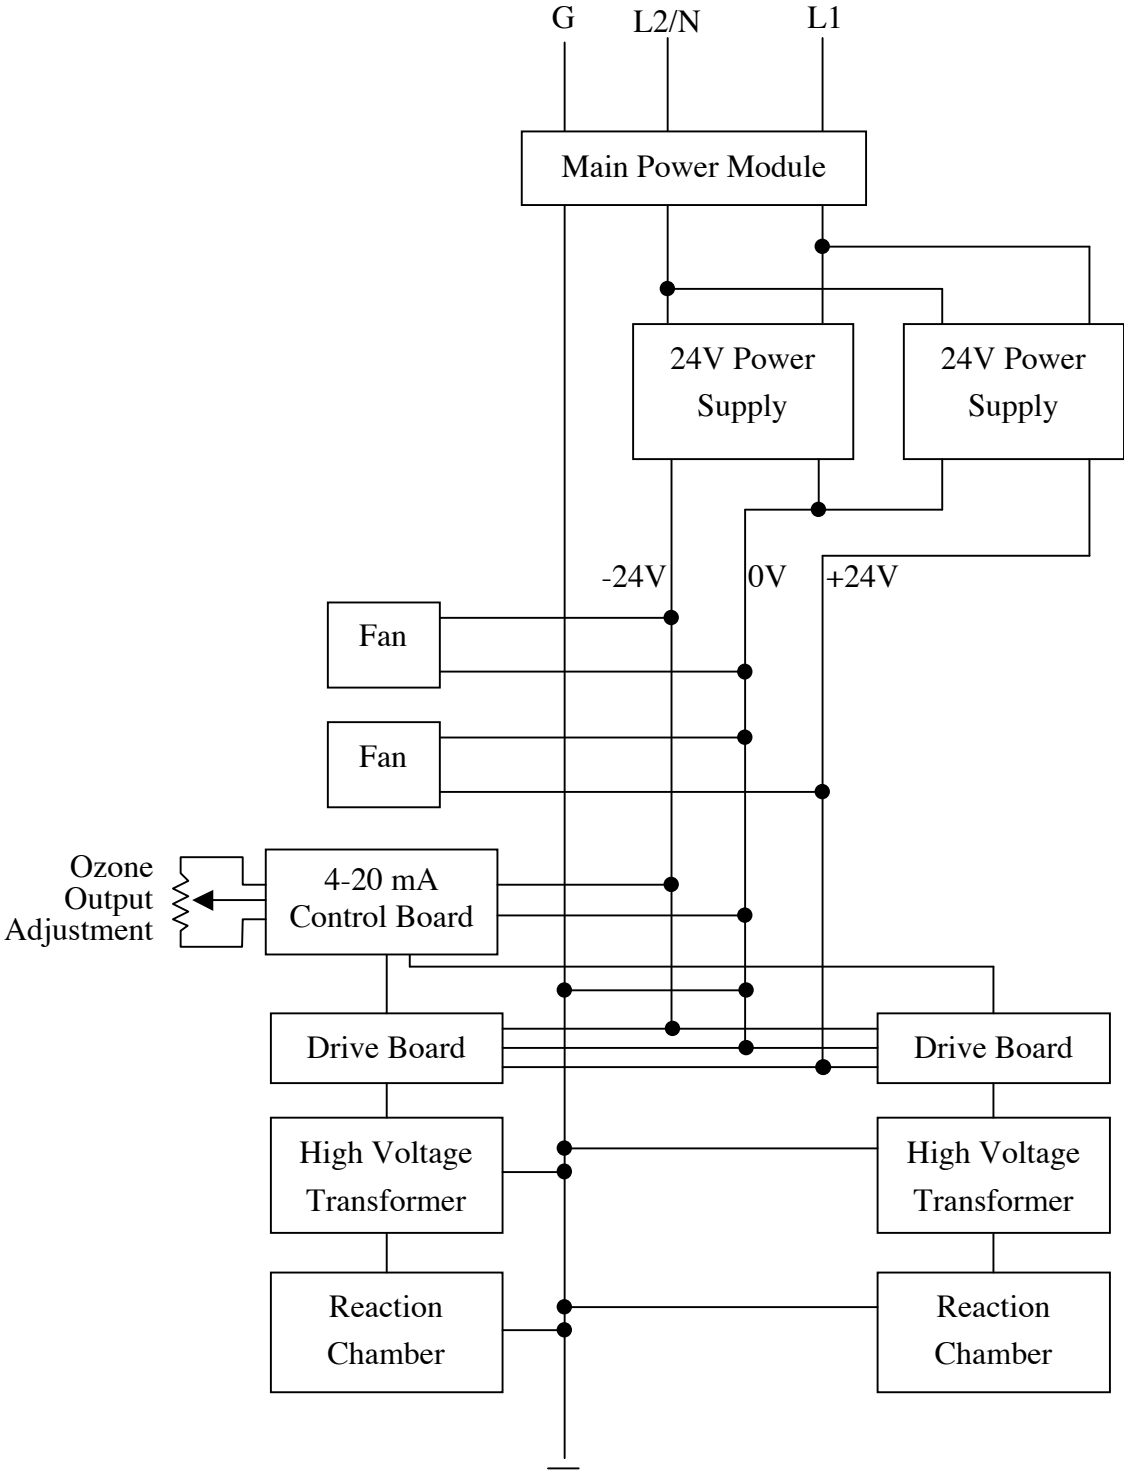 G
L2/N
L1
Main Power Module
24V Power
Supply
24V Power
Supply
-24V
0V
+24V
Fan
Fan
Ozone
Output
Adjustment
4-20 mA
Control Board
Drive Board
Drive Board
High Voltage
Transformer
High Voltage
Transformer
Reaction
Chamber
Reaction
Chamber